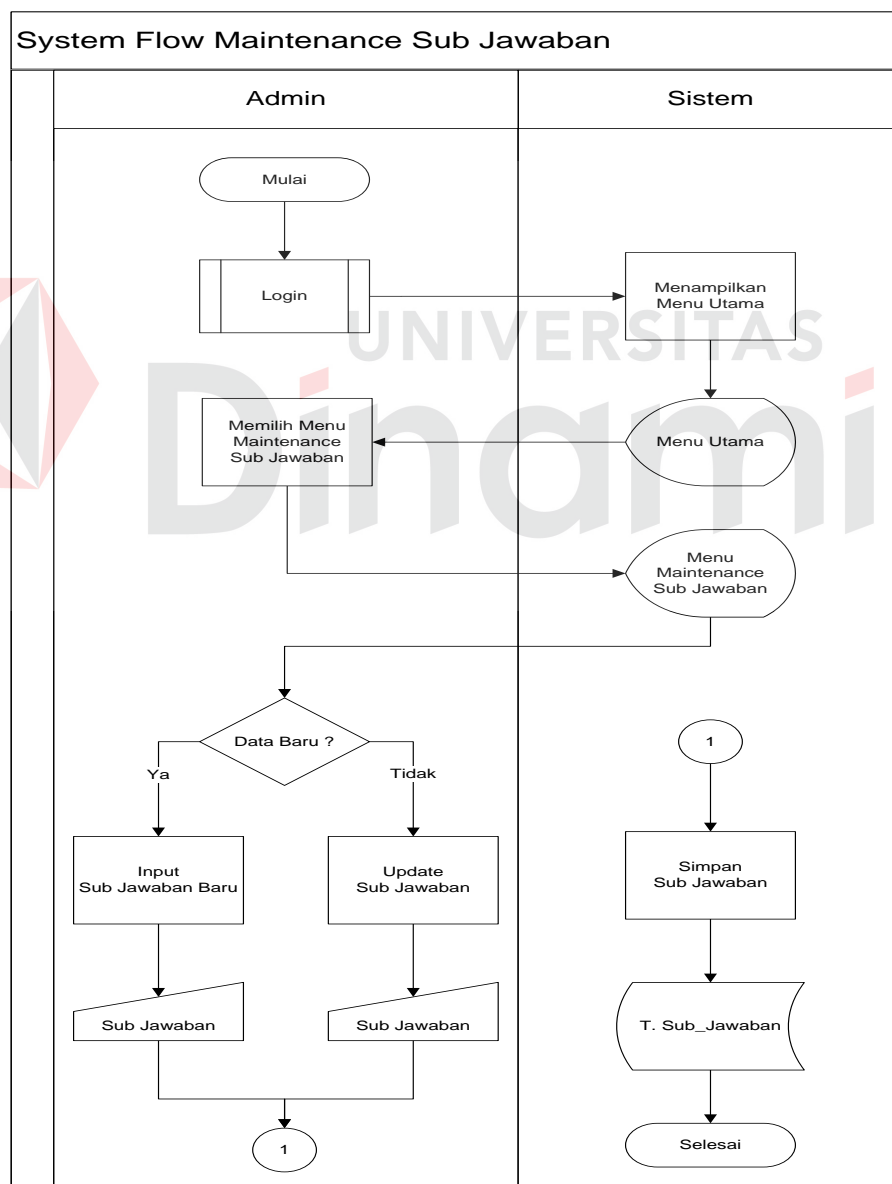 System Flow Maintenance Sub Jawaban
Admin
Sistem
Mulai
Login
Menampilkan
Menu Utama
UNIVERSITAS
Dinami
Memilih Menu
Maintenance
Sub Jawaban
Menu Utama
Menu
Maintenance
Sub Jawaban
Data Baru ?
Ya
Tidak
1
Input
Sub Jawaban Baru
Update
Sub Jawaban
Simpan
Sub Jawaban
Sub Jawaban
Sub Jawaban
T. Sub_Jawaban
1
Selesai